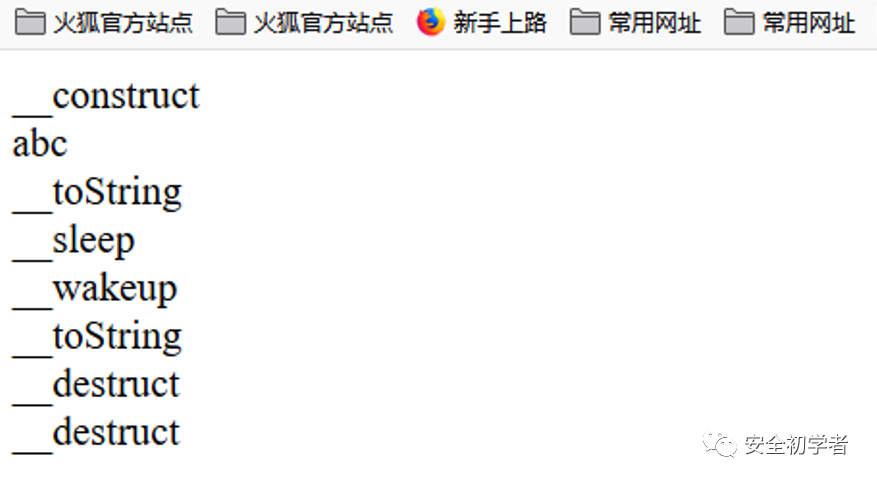 火狐官方站点 火狐官方站点 新手上路 常用网址 常用网址
__construct
abc
__toString
__sleep
__wakeup
__toString
__destruct
__destruct
安全初学者